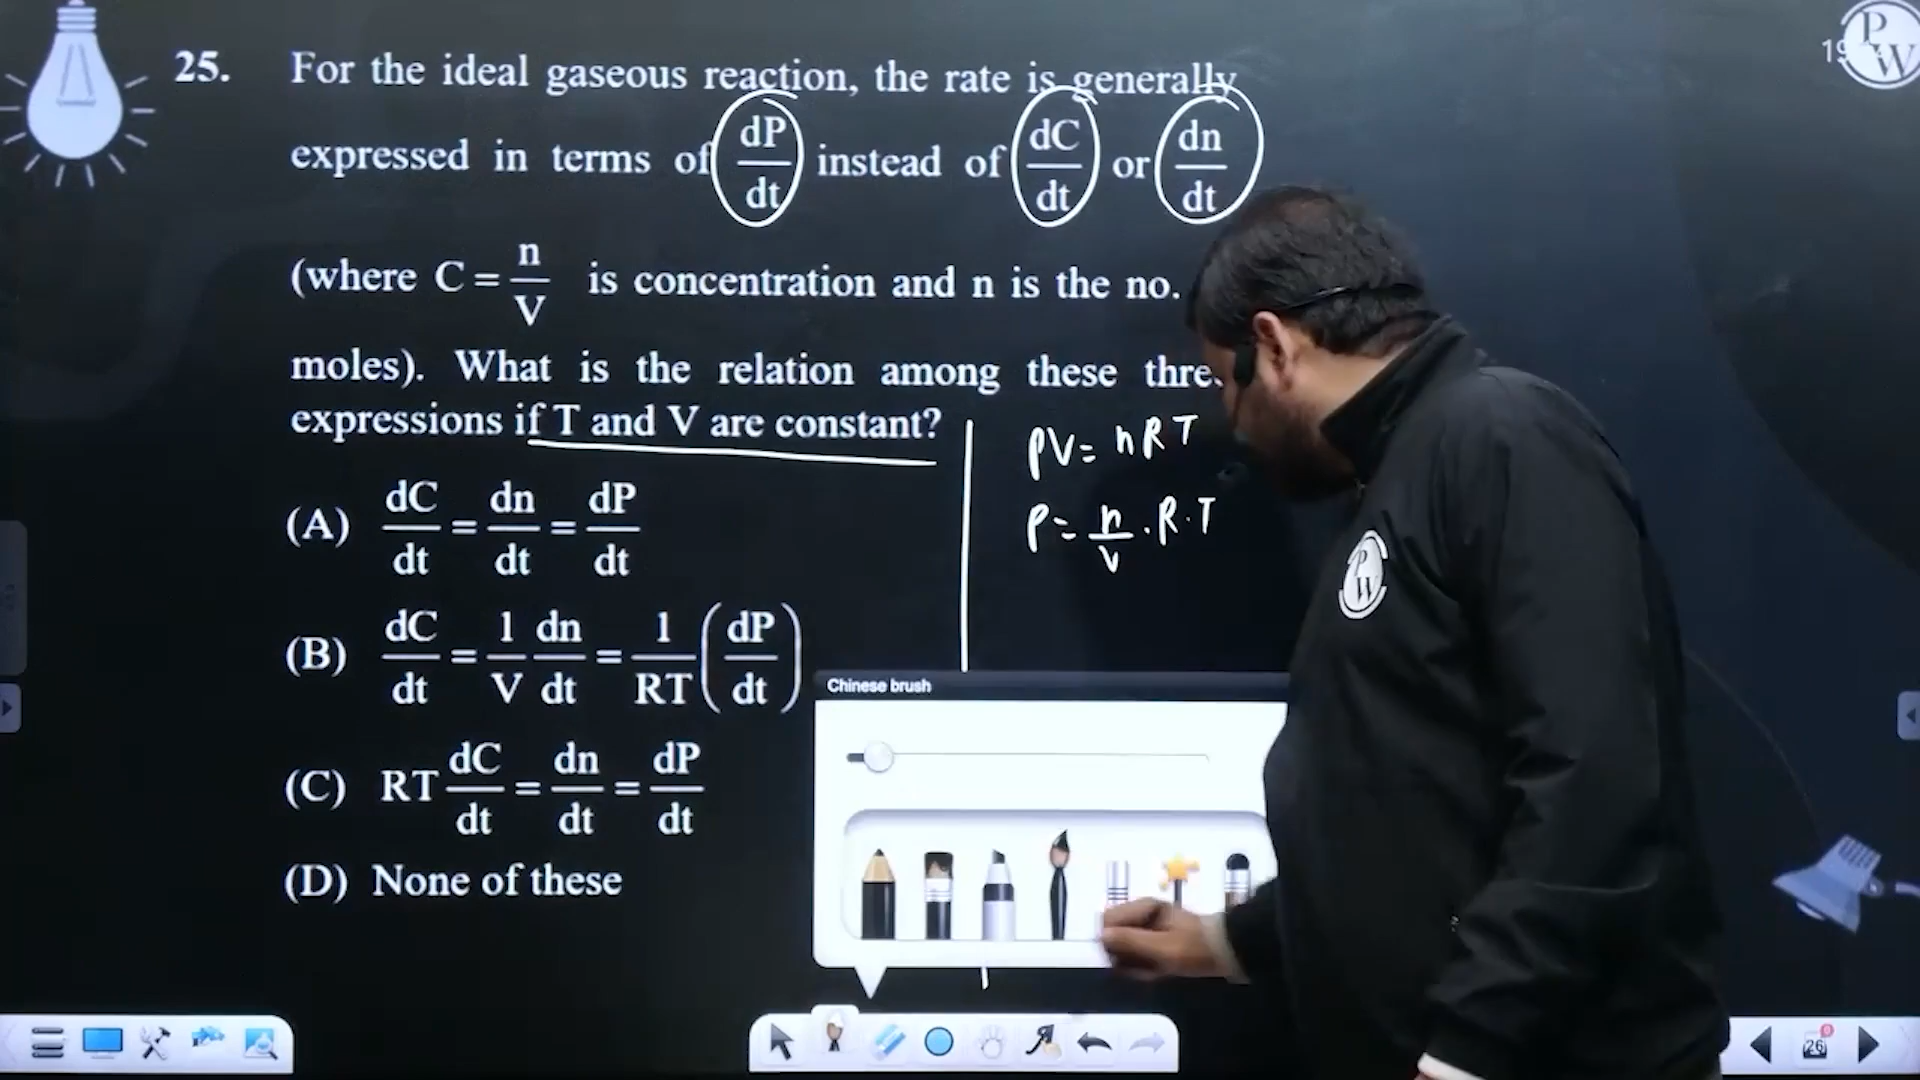 25. For the ideal gaseous reaction, the rate is generally
expressed in terms of dP/dt instead of dC/dt or dn/dt
(where C = n/V is concentration and n is the no.
moles). What is the relation among these
expressions if T and V are constant?
PV = nRT
P = n/V . R . T
(A) dC/dt = dn/dt = dP/dt
(B) dC/dt = 1/V dn/dt = 1/RT (dP/dt)
(C) RT dC/dt = dn/dt = dP/dt
(D) None of these
Chinese brush
PW
PW
26